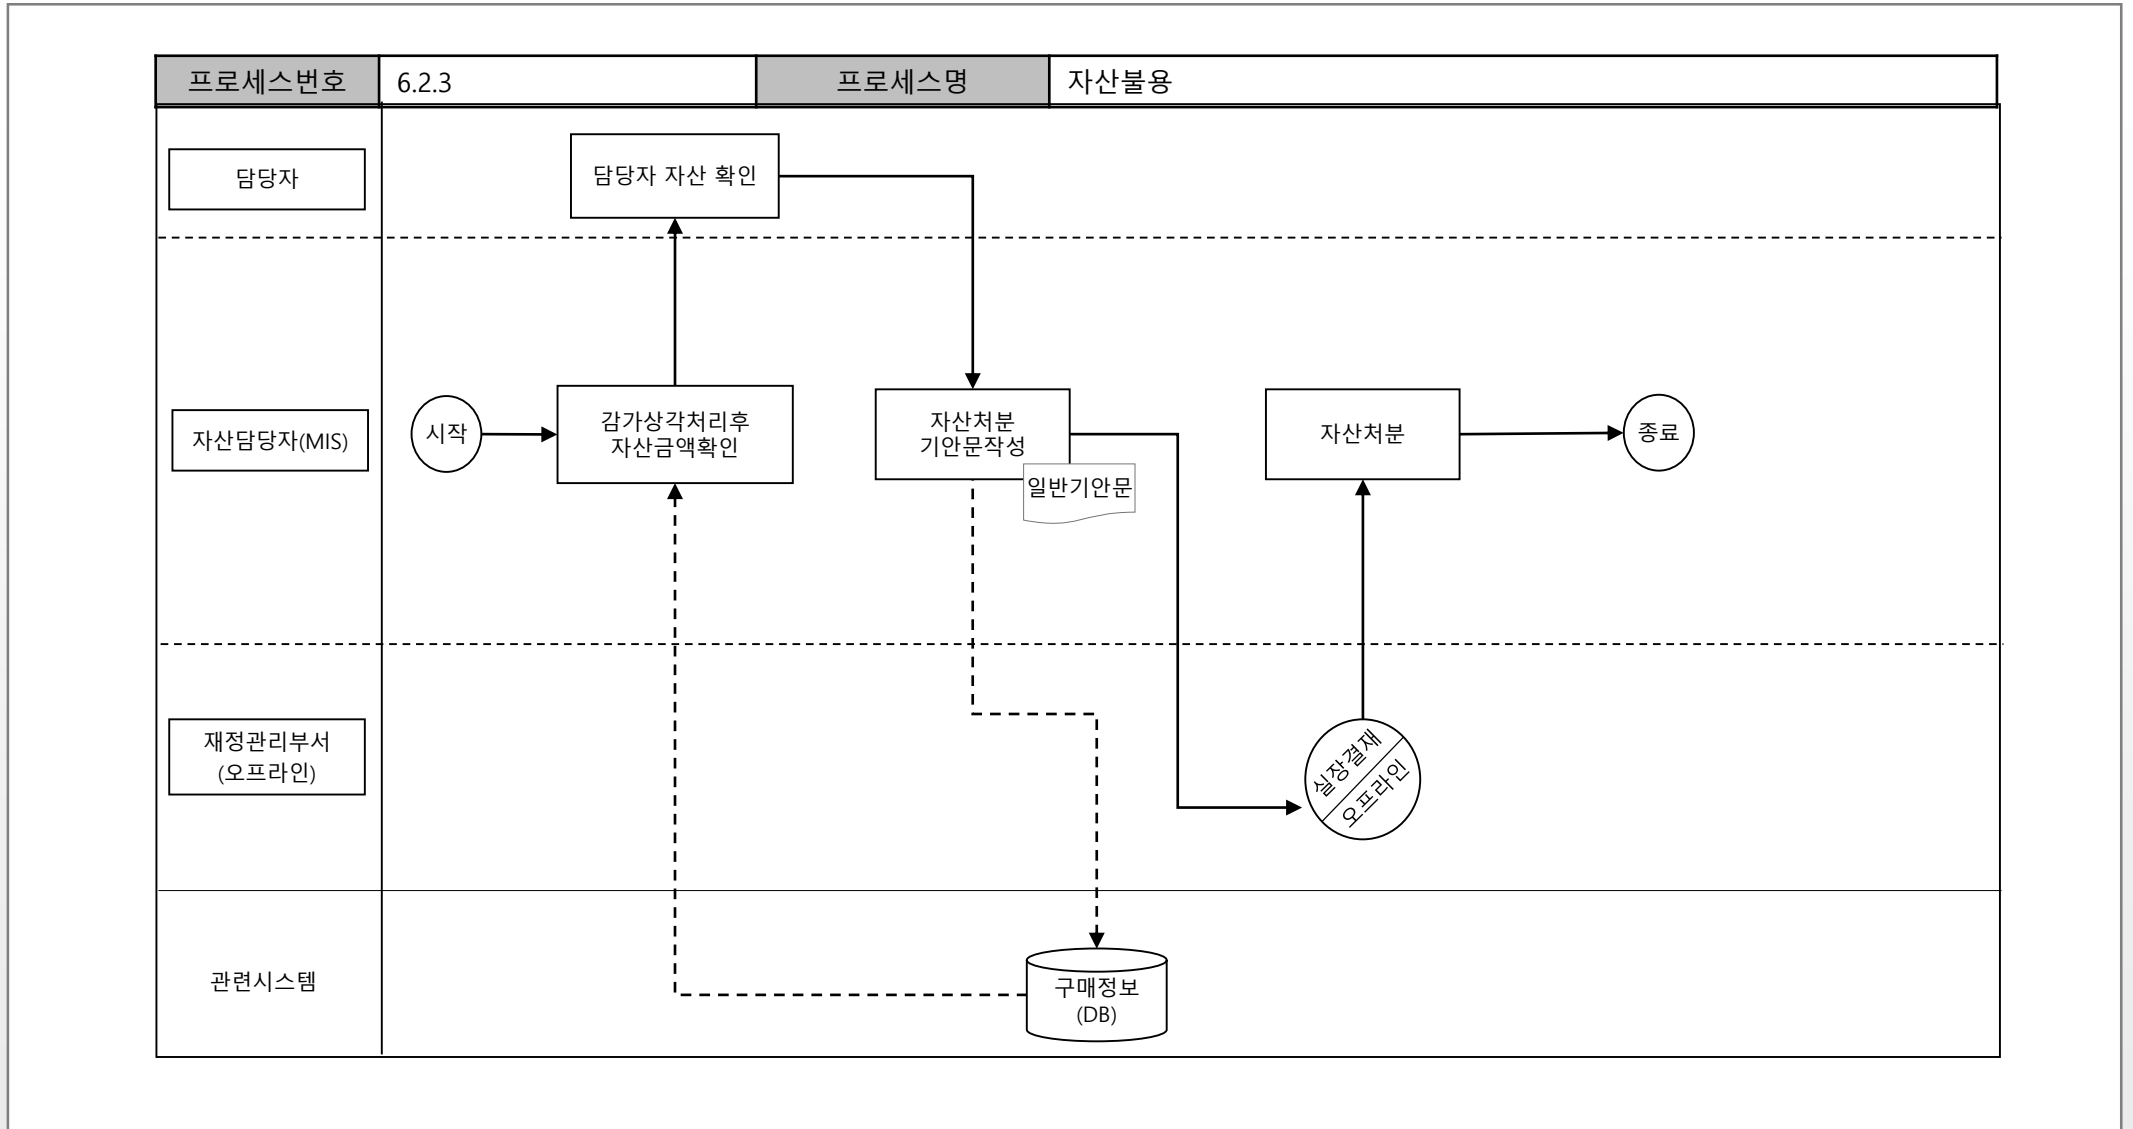 프로세스번호
6.2.3
프로세스명
자산불용
담당자
담당자 자산 확인
자산담당자(MIS)
시작
감가상각처리후
자산금액확인
자산처분
기안문작성
일반기안문
자산처분
종료
재정관리부서
(오프라인)
실장결재
오프라인
관련시스템
구매정보
(DB)